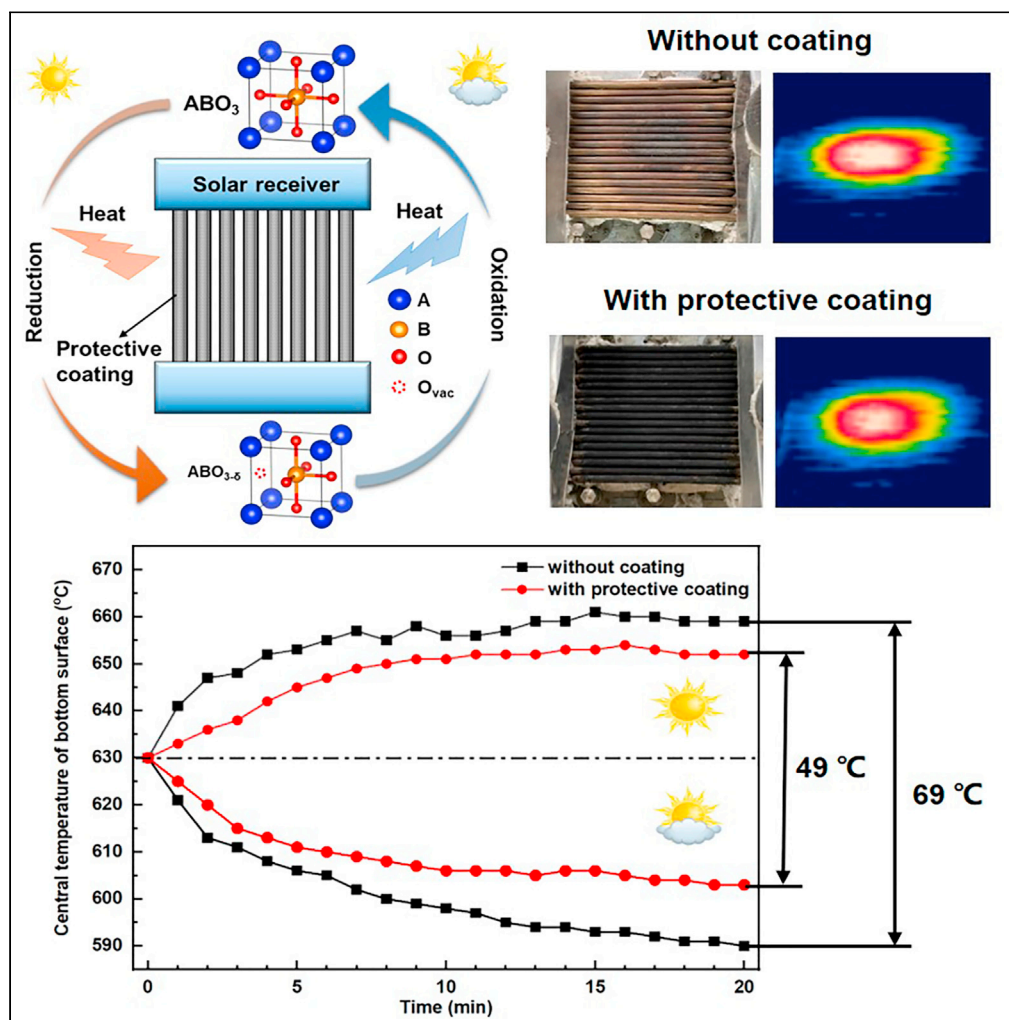 ABO₃
Solar receiver
Heat
Heat
Reduction
Oxidation
Protective
coating
A
B
O
Oᵥₐc
ABO₃₋δ
Without coating
With protective coating
without coating
with protective coating
Central temperature of bottom surface (°C)
670
660
650
640
630
620
610
600
590
0
5
10
15
20
Time (min)
49 ℃
69 ℃